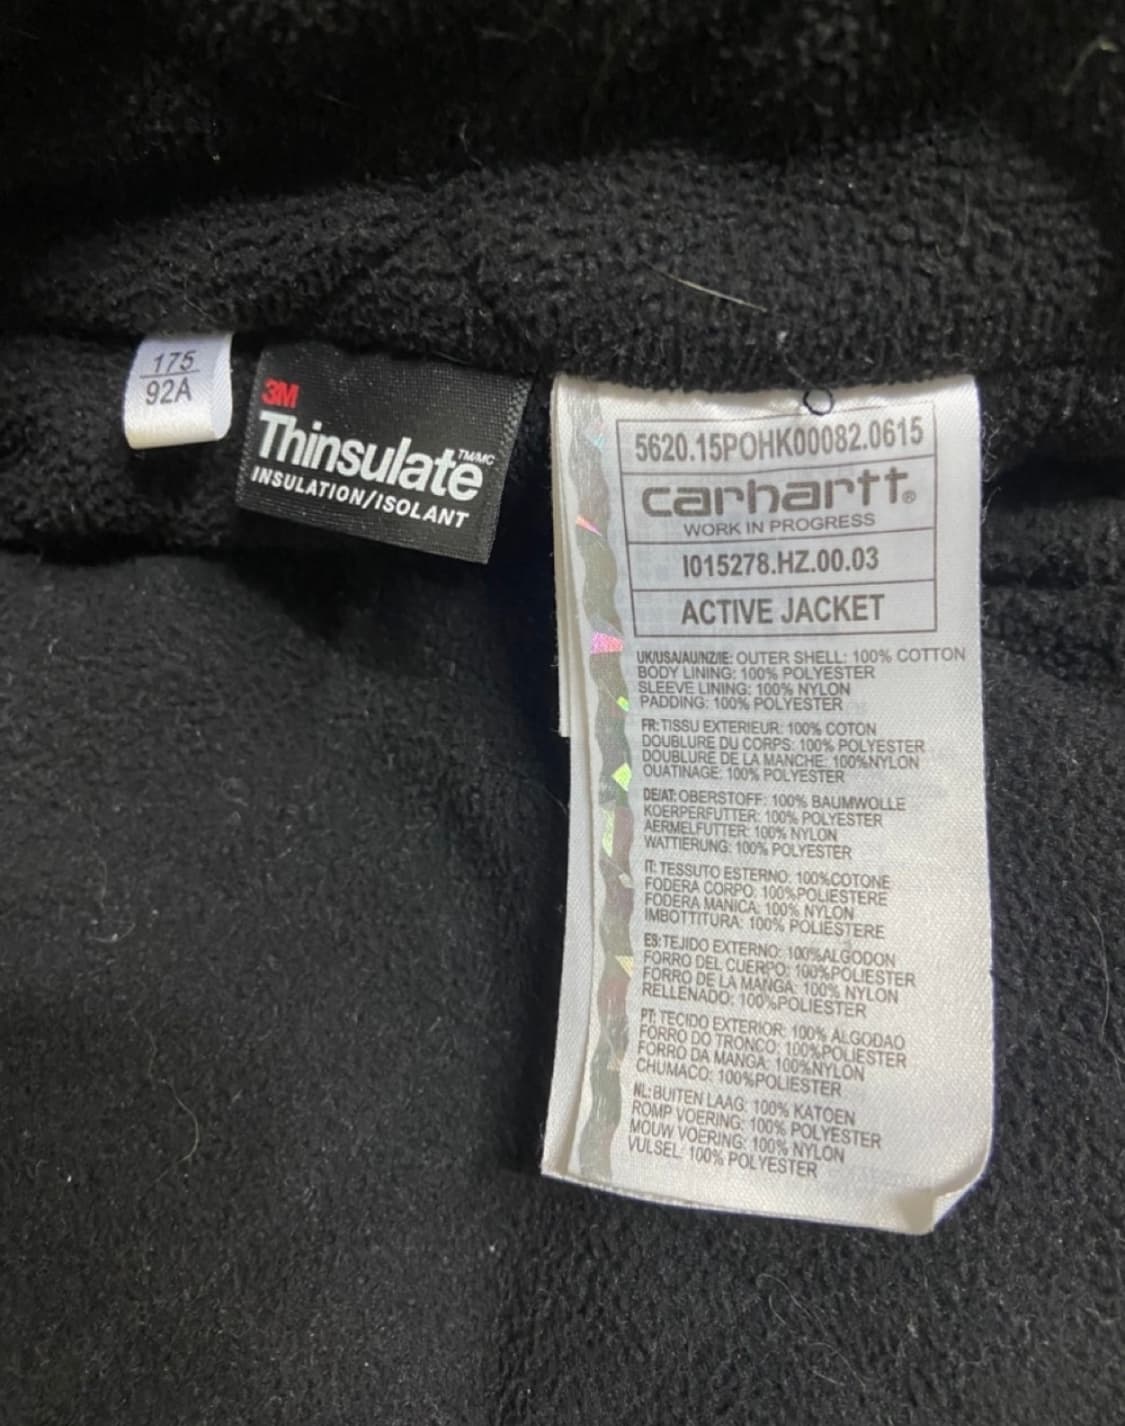 175
92A
3M
Thinsulate TM/MC
INSULATION/ISOLANT
5620.15POHK00082.0615
carhartt®
WORK IN PROGRESS
I015278.HZ.00.03
ACTIVE JACKET
UK/USA/AU/NZ/IE: OUTER SHELL: 100% COTTON
BODY LINING: 100% POLYESTER
SLEEVE LINING: 100% NYLON
PADDING: 100% POLYESTER
FR: TISSU EXTERIEUR: 100% COTON
DOUBLURE DU CORPS: 100% POLYESTER
DOUBLURE DE LA MANCHE: 100%NYLON
OUATINAGE: 100% POLYESTER
DE/AT: OBERSTOFF: 100% BAUMWOLLE
KOERPERFUTTER: 100% POLYESTER
AERMELFUTTER: 100% NYLON
WATTIERUNG: 100% POLYESTER
IT: TESSUTO ESTERNO: 100%COTONE
FODERA CORPO: 100%POLIESTERE
FODERA MANICA: 100% NYLON
IMBOTTITURA: 100% POLIESTERE
ES: TEJIDO EXTERNO: 100%ALGODON
FORRO DEL CUERPO: 100%POLIESTER
FORRO DE LA MANGA: 100% NYLON
RELLENADO: 100%POLIESTER
PT: TECIDO EXTERIOR: 100% ALGODAO
FORRO DO TRONCO: 100%POLIESTER
FORRO DA MANGA: 100%NYLON
CHUMACO: 100%POLIESTER
NL: BUITEN LAAG: 100% KATOEN
ROMP VOERING: 100% POLYESTER
MOUW VOERING: 100% NYLON
VULSEL: 100% POLYESTER